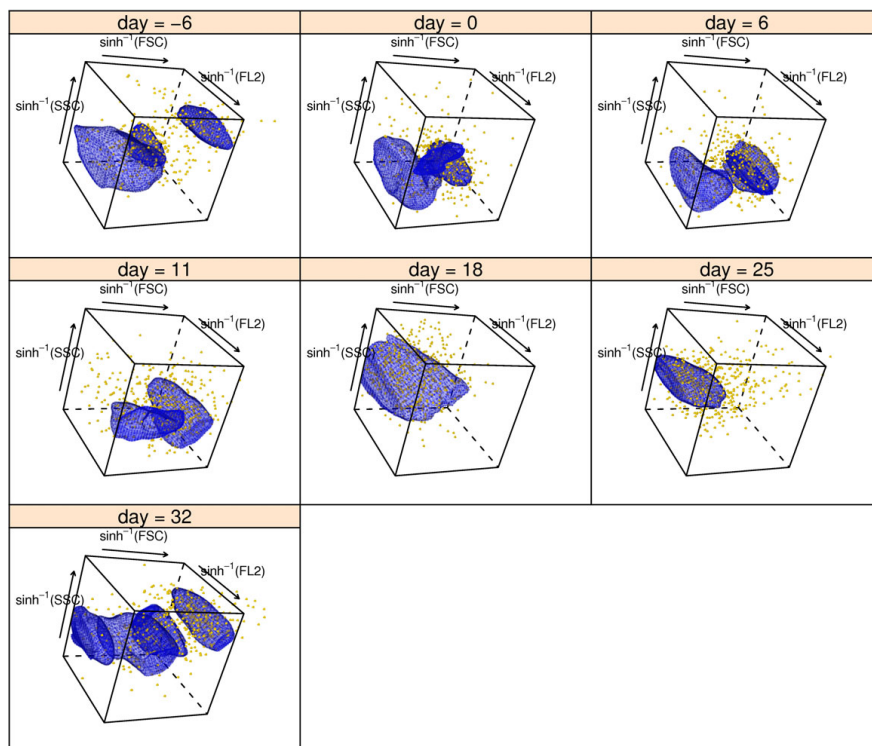 day = −6
sinh⁻¹(FSC)
sinh⁻¹(FL2)
sinh⁻¹(SSC)
day = 0
sinh⁻¹(FSC)
sinh⁻¹(FL2)
sinh⁻¹(SSC)
day = 6
sinh⁻¹(FSC)
sinh⁻¹(FL2)
sinh⁻¹(SSC)
day = 11
sinh⁻¹(FSC)
sinh⁻¹(FL2)
sinh⁻¹(SSC)
day = 18
sinh⁻¹(FSC)
sinh⁻¹(FL2)
sinh⁻¹(SSC)
day = 25
sinh⁻¹(FSC)
sinh⁻¹(FL2)
sinh⁻¹(SSC)
day = 32
sinh⁻¹(FSC)
sinh⁻¹(FL2)
sinh⁻¹(SSC)